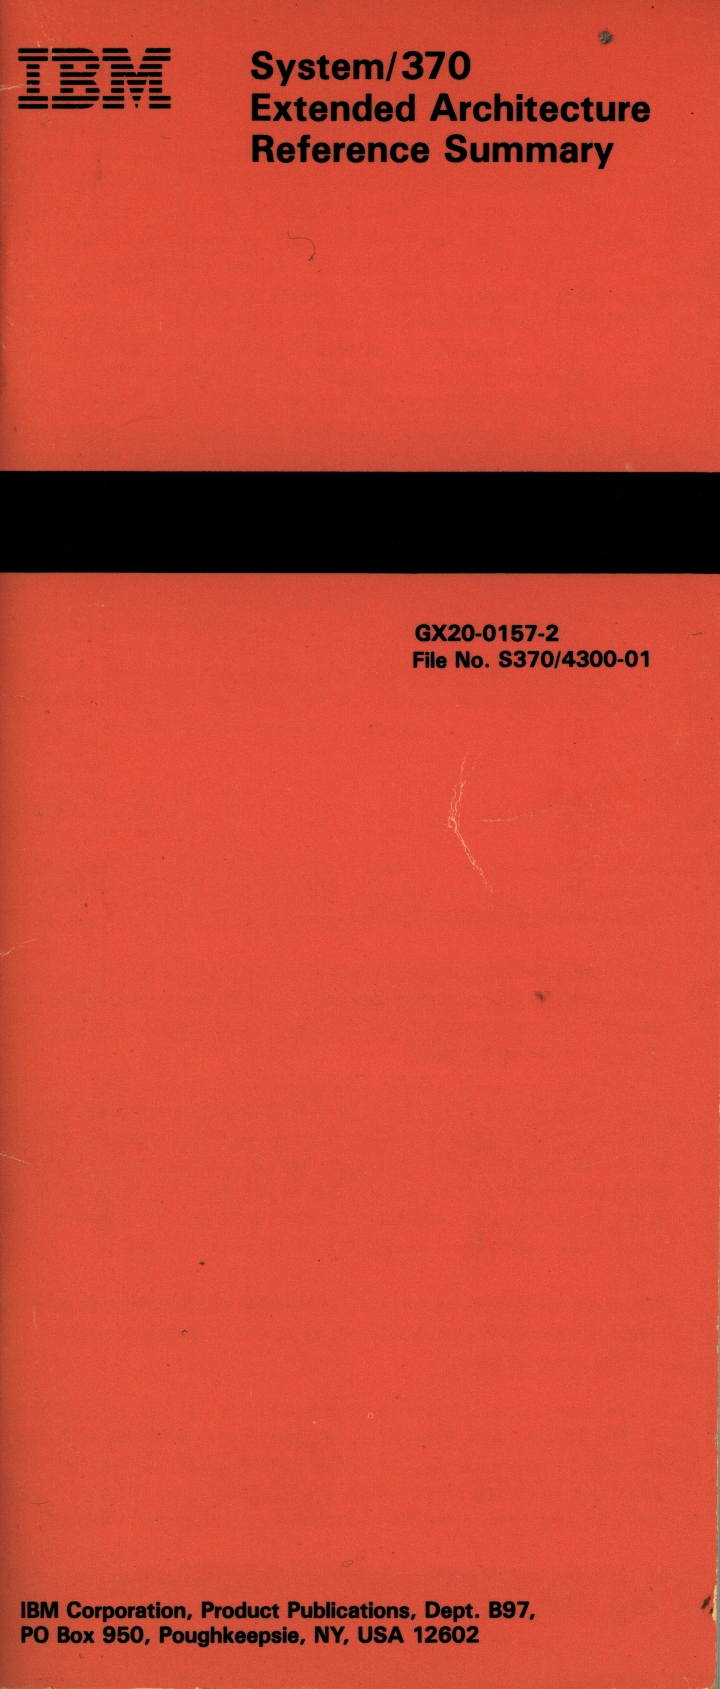 IBM
System/370
Extended Architecture
Reference Summary
GX20-0157-2
File No. S370/4300-01
IBM Corporation, Product Publications, Dept. B97,
PO Box 950, Poughkeepsie, NY, USA 12602